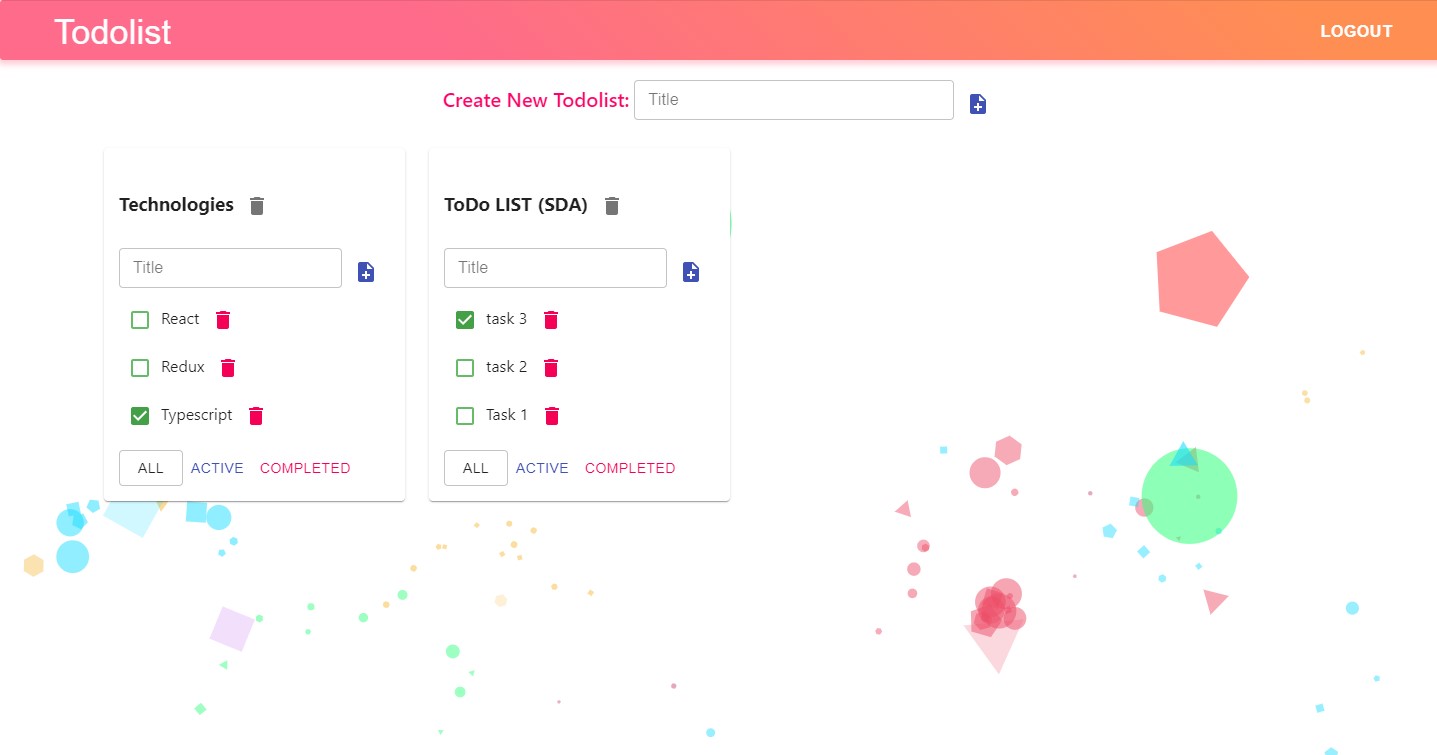 Todolist
LOGOUT
Create New Todolist: Title
Technologies
Title
React
Redux
Typescript
ALL ACTIVE COMPLETED
ToDo LIST (SDA)
Title
task 3
task 2
Task 1
ALL ACTIVE COMPLETED